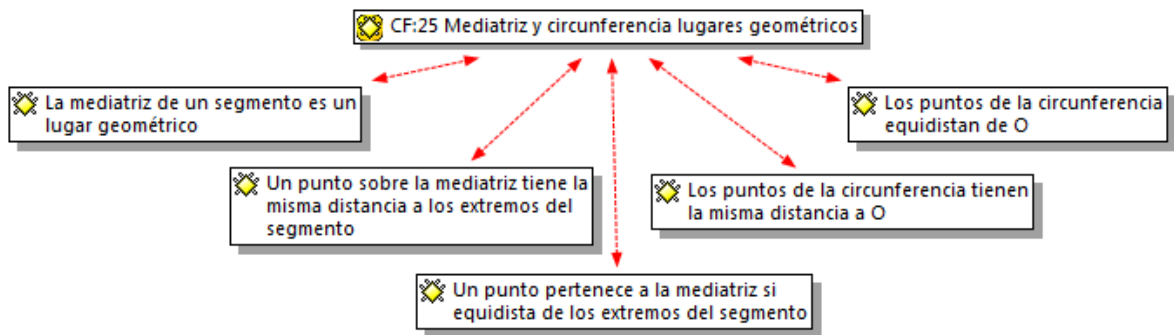 CF:25 Mediatriz y circunferencia lugares geométricos
La mediatriz de un segmento es un
lugar geométrico
Los puntos de la circunferencia
equidistan de O
Un punto sobre la mediatriz tiene la
misma distancia a los extremos del
segmento
Los puntos de la circunferencia tienen
la misma distancia a O
Un punto pertenece a la mediatriz si
equidista de los extremos del segmento